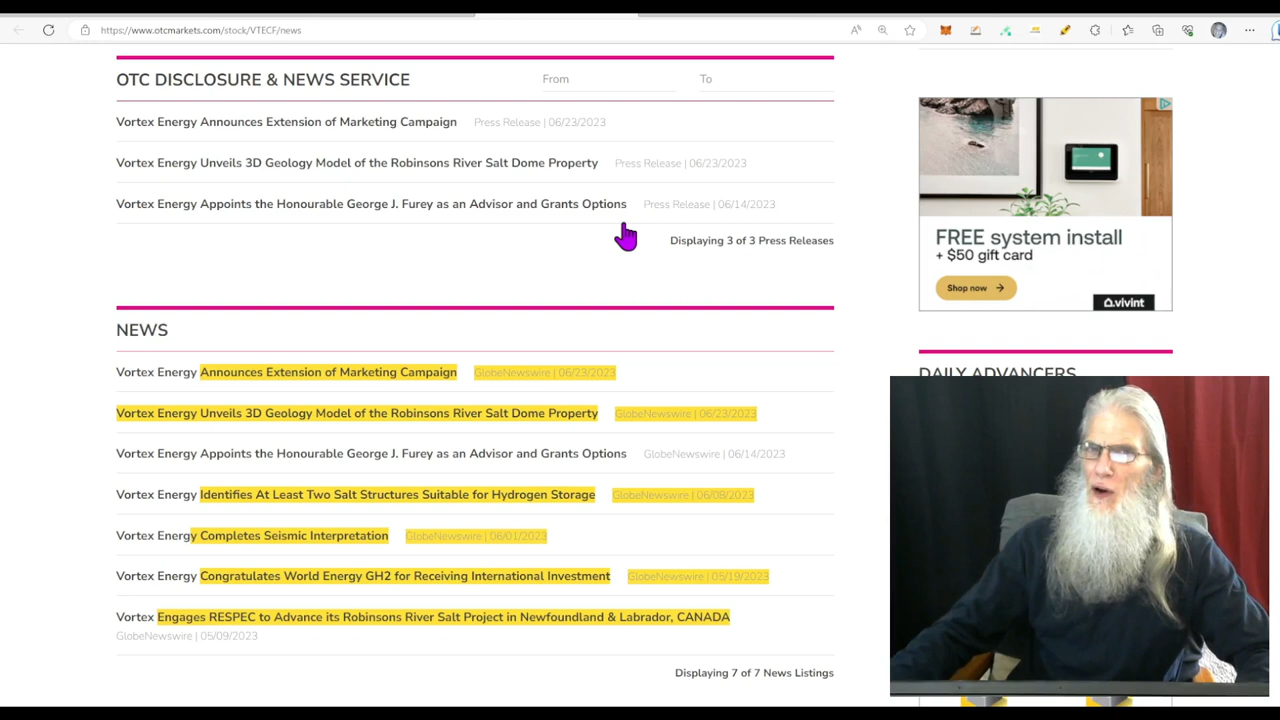 https://www.otcmarkets.com/stock/VTECF/news
OTC DISCLOSURE & NEWS SERVICE From To
Vortex Energy Announces Extension of Marketing Campaign Press Release | 06/23/2023
Vortex Energy Unveils 3D Geology Model of the Robinsons River Salt Dome Property Press Release | 06/23/2023
Vortex Energy Appoints the Honourable George J. Furey as an Advisor and Grants Options Press Release | 06/14/2023
Displaying 3 of 3 Press Releases
NEWS
Vortex Energy Announces Extension of Marketing Campaign GlobeNewswire | 06/23/2023
Vortex Energy Unveils 3D Geology Model of the Robinsons River Salt Dome Property GlobeNewswire | 06/23/2023
Vortex Energy Appoints the Honourable George J. Furey as an Advisor and Grants Options GlobeNewswire | 06/14/2023
Vortex Energy Identifies At Least Two Salt Structures Suitable for Hydrogen Storage GlobeNewswire | 06/08/2023
Vortex Energy Completes Seismic Interpretation GlobeNewswire | 06/01/2023
Vortex Energy Congratulates World Energy GH2 for Receiving International Investment GlobeNewswire | 05/19/2023
Vortex Engages RESPEC to Advance its Robinsons River Salt Project in Newfoundland & Labrador, CANADA
GlobeNewswire | 05/09/2023
Displaying 7 of 7 News Listings
FREE system install
+ $50 gift card
Shop now
vivint
DAILY ADVANCERS